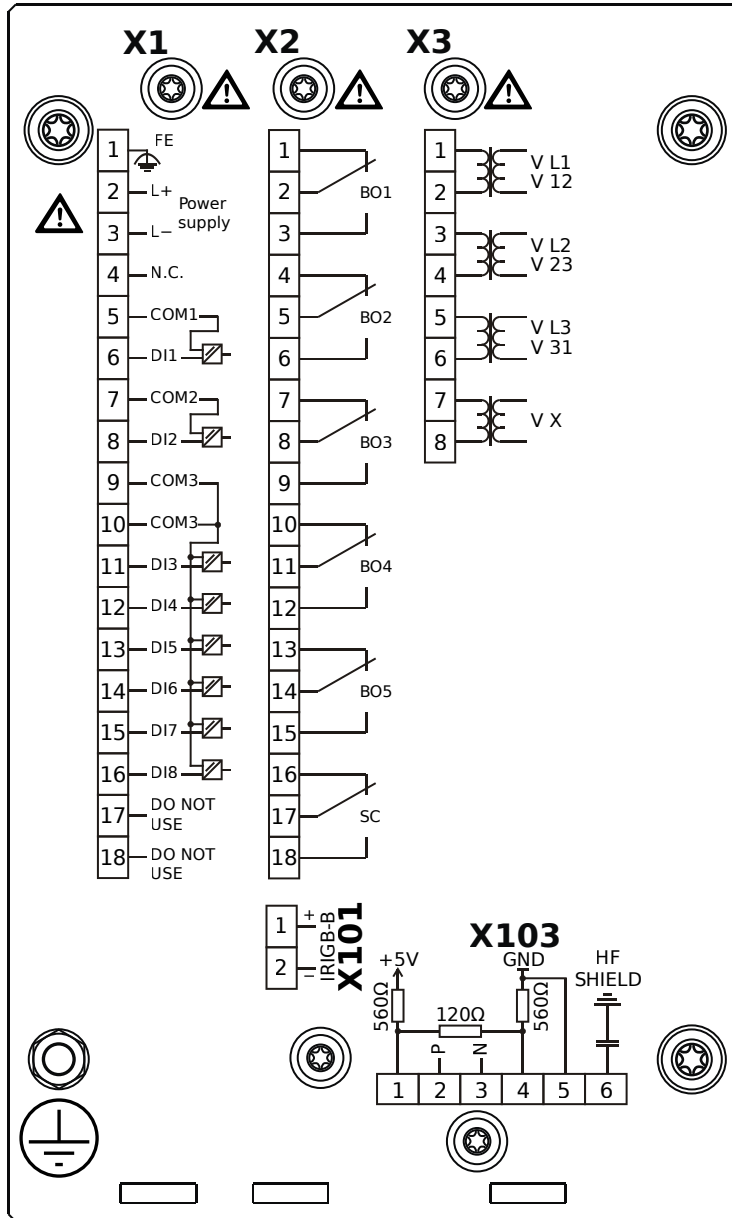 X1 X2 X3
1 FE
2 L+
Power
supply
3 L−
4 N.C.
5 COM1
6 DI1
7 COM2
8 DI2
9 COM3
10 COM3
11 DI3
12 DI4
13 DI5
14 DI6
15 DI7
16 DI8
17 DO NOT
USE
18 DO NOT
USE
1
2 BO1
3
4
5 BO2
6
7
8 BO3
9
10
11 BO4
12
13
14 BO5
15
16
17 SC
18
1 V L1
2 V 12
3 V L2
4 V 23
5 V L3
6 V 31
7 V X
8
1 +
2 −
IRIGB-B
X101
X103
+5V GND HF
SHIELD
560Ω 120Ω 560Ω
P N
1 2 3 4 5 6